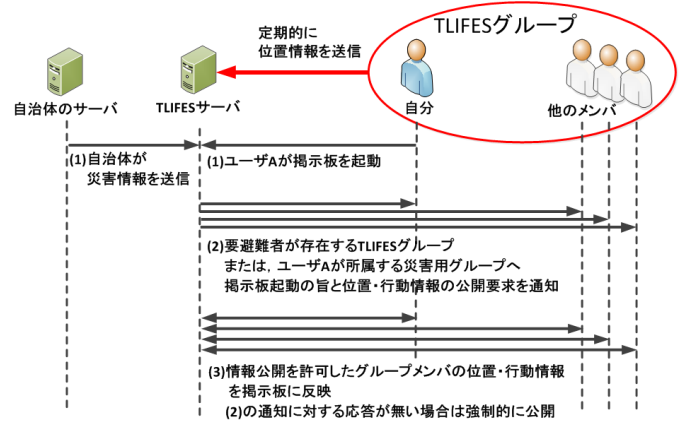 TLIFESグループ
定期的に
位置情報を送信
自治体のサーバ
TLIFESサーバ
自分
他のメンバ
(1)自治体が
災害情報を送信
(1)ユーザAが掲示板を起動
(2)要避難者が存在するTLIFESグループ
または，ユーザAが所属する災害用グループへ
掲示板起動の旨と位置・行動情報の公開要求を通知
(3)情報公開を許可したグループメンバの位置・行動情報
を掲示板に反映
(2)の通知に対する応答が無い場合は強制的に公開